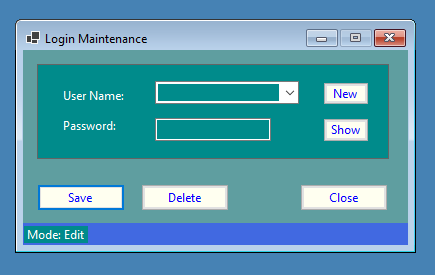 Login Maintenance
User Name:
New
Password:
Show
Save
Delete
Close
Mode: Edit